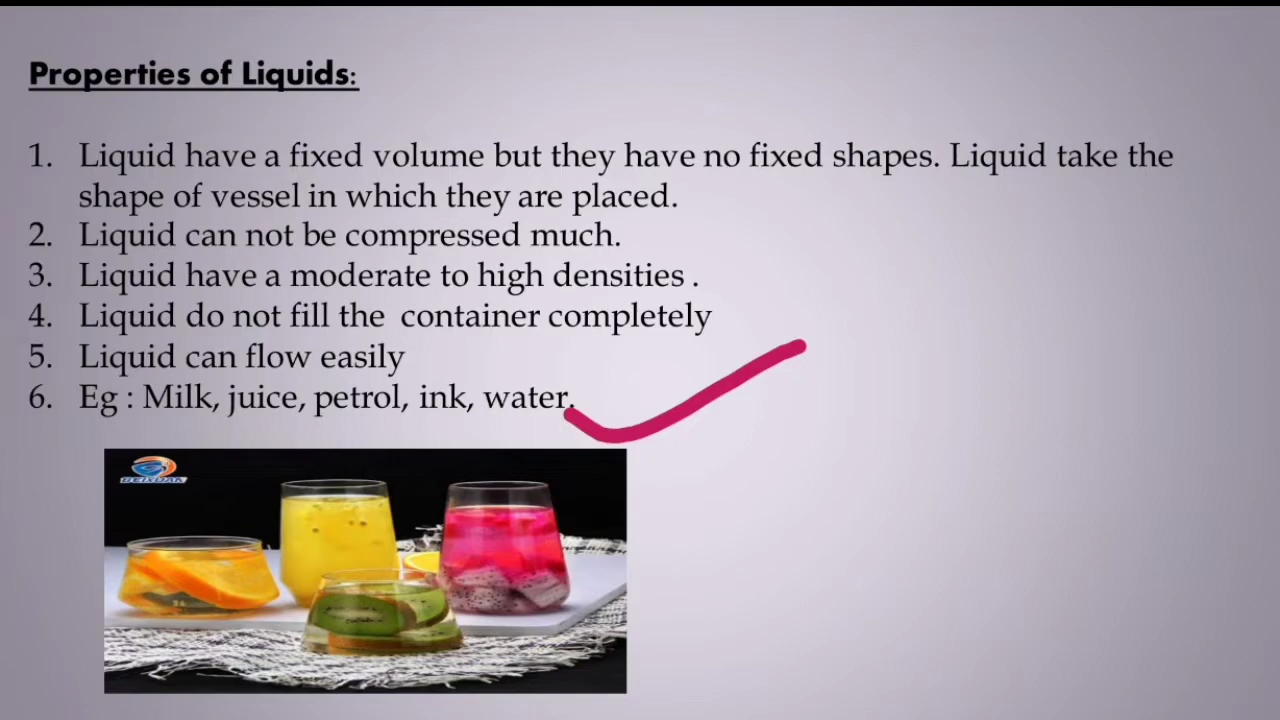 Properties of Liquids:
1. Liquid have a fixed volume but they have no fixed shapes. Liquid take the
shape of vessel in which they are placed.
2. Liquid can not be compressed much.
3. Liquid have a moderate to high densities .
4. Liquid do not fill the container completely
5. Liquid can flow easily
6. Eg : Milk, juice, petrol, ink, water.